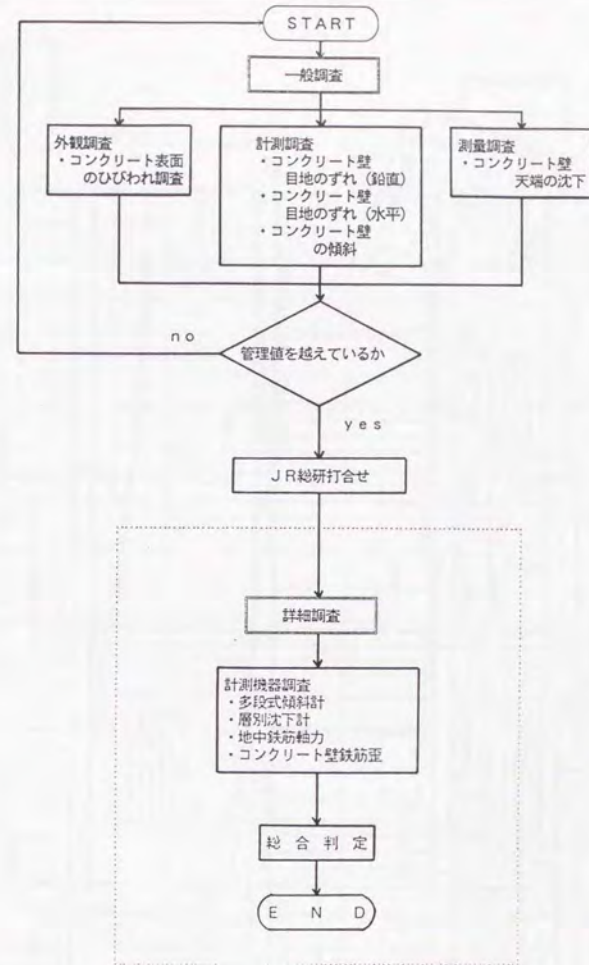 START
一般調査
外観調査
・コンクリート表面
のひびわれ調査
計測調査
・コンクリート壁
目地のずれ（鉛直）
・コンクリート壁
目地のずれ（水平）
・コンクリート壁
の傾斜
測量調査
・コンクリート壁
天端の沈下
管理値を越えているか
no
yes
JR総研打合せ
詳細調査
計測機器調査
・多段式傾斜計
・層別沈下計
・地中鉄筋軸力
・コンクリート壁鉄筋歪
総合判定
END